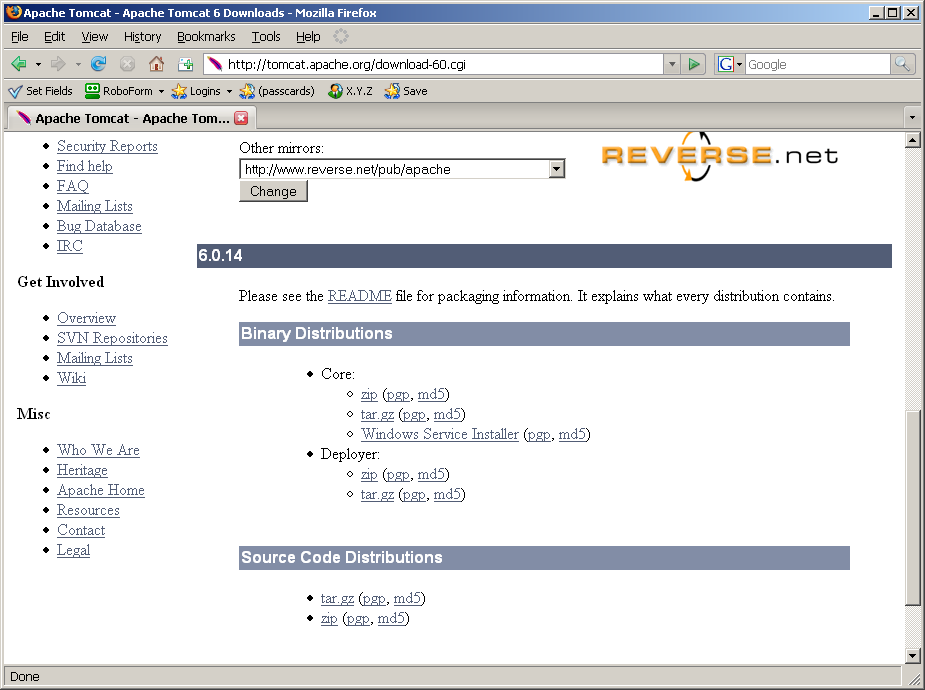 Apache Tomcat - Apache Tomcat 6 Downloads - Mozilla Firefox
File Edit View History Bookmarks Tools Help
http://tomcat.apache.org/download-60.cgi
G Google
Set Fields RoboForm Logins (passcards) X.Y.Z Save
Apache Tomcat - Apache Tom...
Security Reports
Find help
FAQ
Mailing Lists
Bug Database
IRC
Get Involved
Overview
SVN Repositories
Mailing Lists
Wiki
Misc
Who We Are
Heritage
Apache Home
Resources
Contact
Legal
Other mirrors:
http://www.reverse.net/pub/apache
Change
REVERSE.net
6.0.14
Please see the README file for packaging information. It explains what every distribution contains.
Binary Distributions
Core:
zip (pgp, md5)
tar.gz (pgp, md5)
Windows Service Installer (pgp, md5)
Deployer:
zip (pgp, md5)
tar.gz (pgp, md5)
Source Code Distributions
tar.gz (pgp, md5)
zip (pgp, md5)
Done